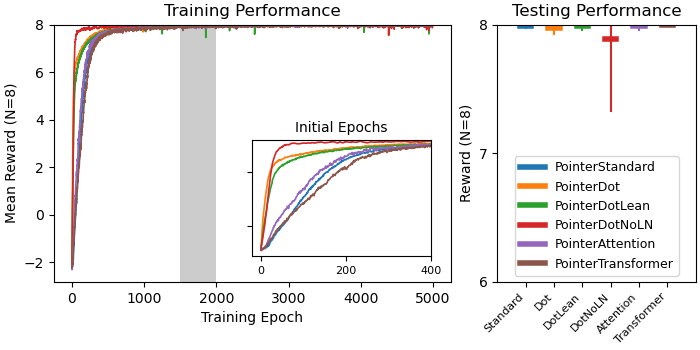 Training Performance
Mean Reward (N=8)
8
6
4
2
0
−2
0
1000
2000
3000
4000
5000
Training Epoch
Initial Epochs
0
200
400
Testing Performance
Reward (N=8)
8
7
6
PointerStandard
PointerDot
PointerDotLean
PointerDotNoLN
PointerAttention
PointerTransformer
Standard
Dot
DotLean
DotNoLN
Attention
Transformer